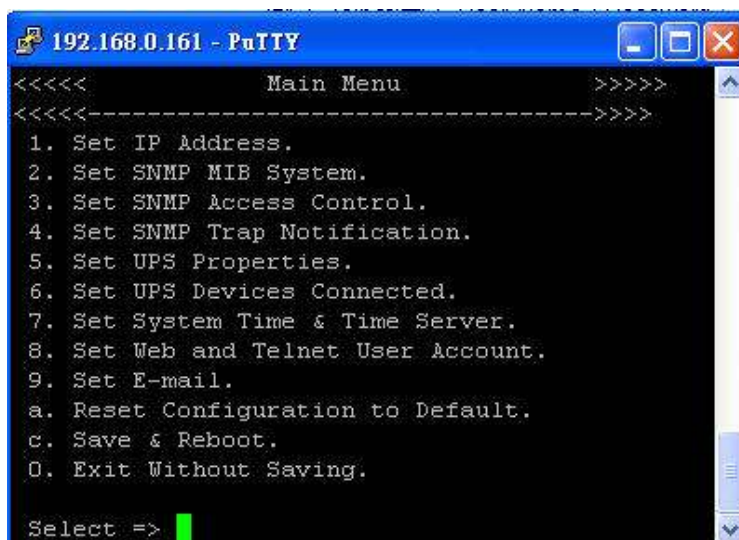 192.168.0.161 - PuTTY
<<<<< Main Menu >>>>>
<<<<<---------------------------------->>>>
1. Set IP Address.
2. Set SNMP MIB System.
3. Set SNMP Access Control.
4. Set SNMP Trap Notification.
5. Set UPS Properties.
6. Set UPS Devices Connected.
7. Set System Time & Time Server.
8. Set Web and Telnet User Account.
9. Set E-mail.
a. Reset Configuration to Default.
c. Save & Reboot.
0. Exit Without Saving.
Select =>